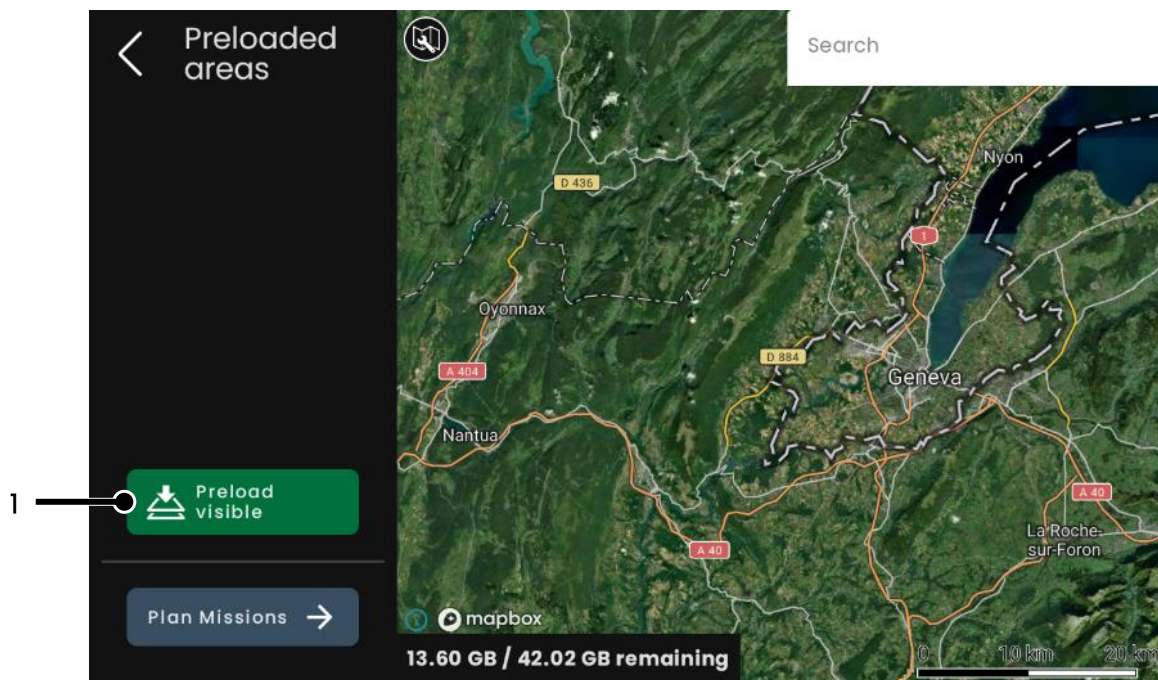 Preloaded
areas
Search
Nyon
D 436
1
Oyonnax
D 884
A 404
Geneva
Nantua
1
Preload
visible
A 40
La Roche-
sur-Foron
A 40
Plan Missions
mapbox
13.60 GB / 42.02 GB remaining
0 10 km 20 km